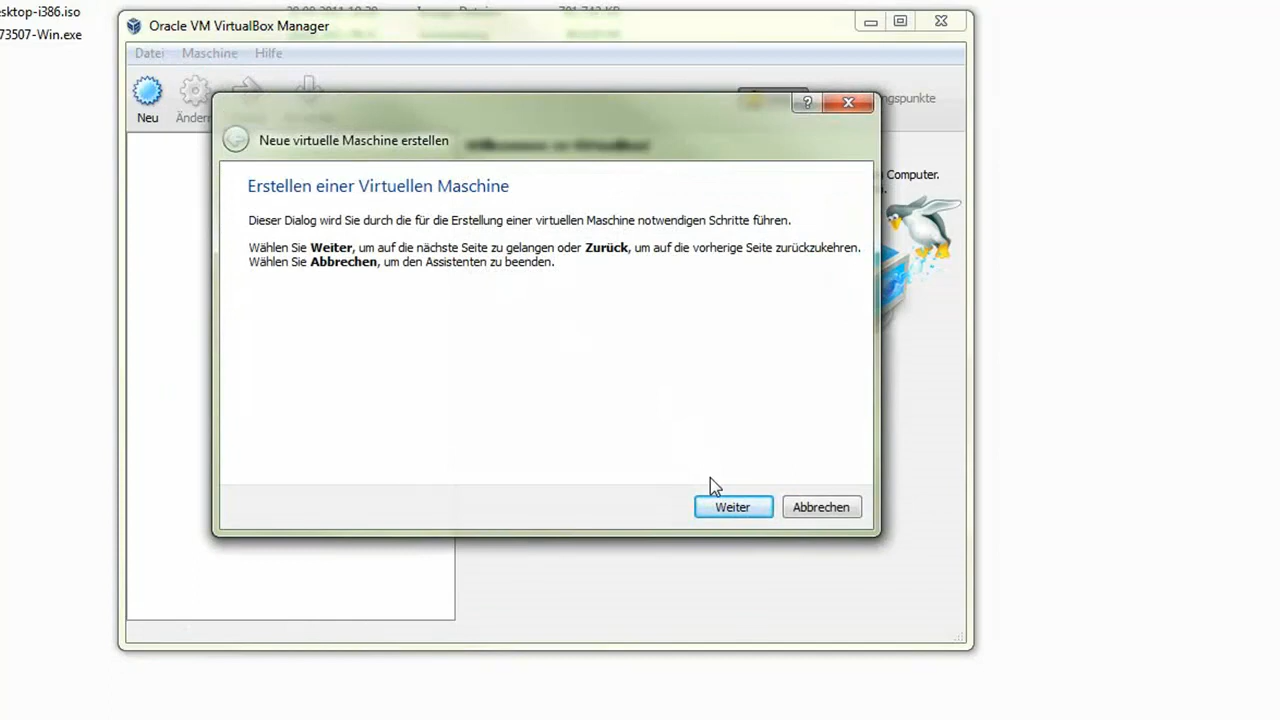 sktop-i386.iso
73507-Win.exe
Oracle VM VirtualBox Manager
Datei Maschine Hilfe
Neu Ändern
ngspunkte
Neue virtuelle Maschine erstellen
Computer.
Erstellen einer Virtuellen Maschine
Dieser Dialog wird Sie durch die für die Erstellung einer virtuellen Maschine notwendigen Schritte führen.
Wählen Sie Weiter, um auf die nächste Seite zu gelangen oder Zurück, um auf die vorherige Seite zurückzukehren.
Wählen Sie Abbrechen, um den Assistenten zu beenden.
Weiter Abbrechen